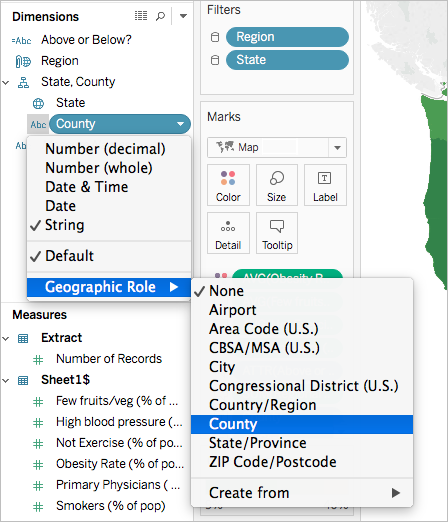 Dimensions
Above or Below?
Region
State, County
State
Abc County
Abc
Number (decimal)
Number (whole)
Date & Time
Date
✓ String
✓ Default
Geographic Role
✓ None
Airport
Area Code (U.S.)
CBSA/MSA (U.S.)
City
Congressional District (U.S.)
Country/Region
County
State/Province
ZIP Code/Postcode
Create from
Measures
Extract
Number of Records
Sheet1$
Few fruits/veg (% of ...
High blood pressure (...
Not Exercise (% of po...
Obesity Rate (% of po...
Primary Physicians ( ...
Smokers (% of pop)
Filters
Region
State
Marks
Map
Color
Size
Label
Detail
Tooltip